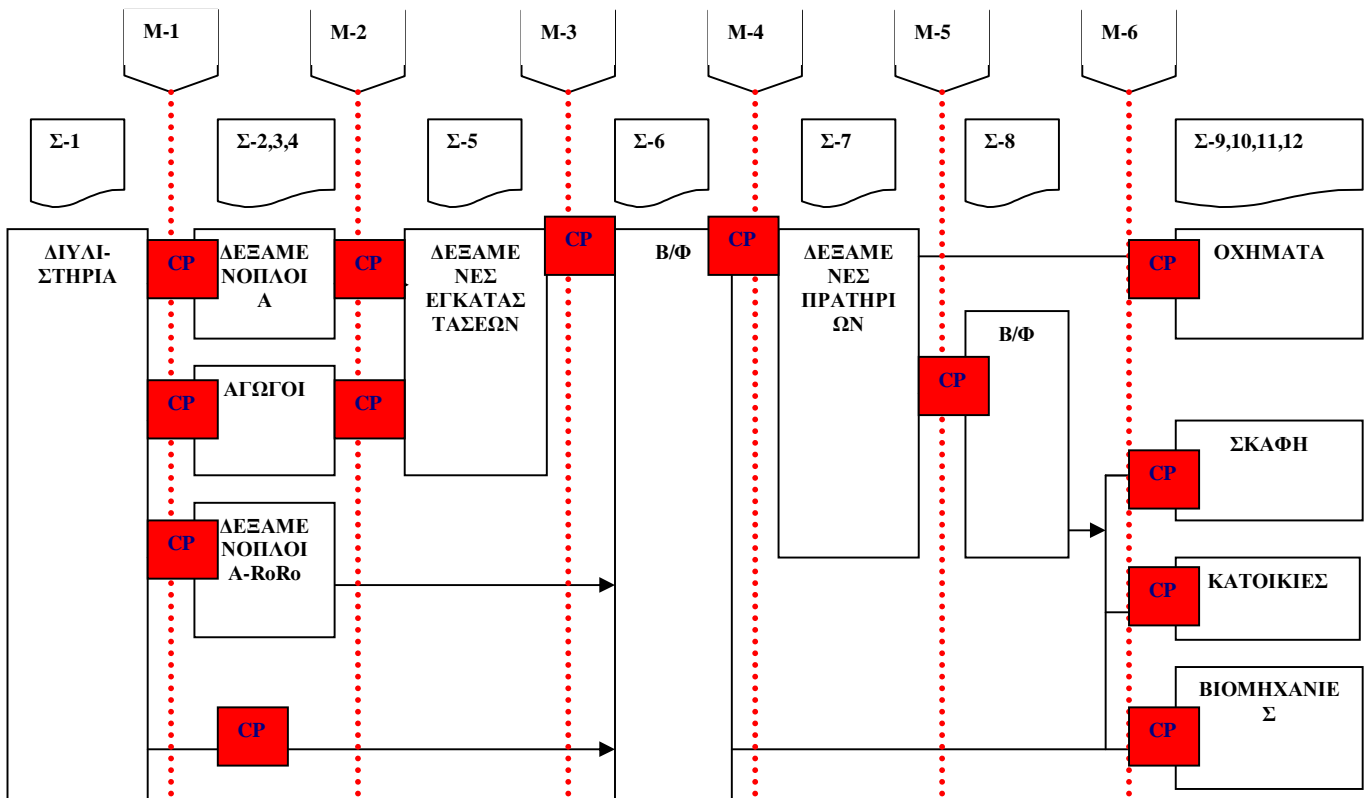 Μ-1
Μ-2
Μ-3
Μ-4
Μ-5
Μ-6
Σ-1
Σ-2,3,4
Σ-5
Σ-6
Σ-7
Σ-8
Σ-9,10,11,12
ΔΙΥΛΙ-
ΣΤΗΡΙΑ
CP
ΔΕΞΑΜΕ
ΝΟΠΛΟΙ
Α
CP
ΔΕΞΑΜΕ
ΝΕΣ
ΕΓΚΑΤΑΣ
ΤΑΣΕΩΝ
CP
Β/Φ
CP
ΔΕΞΑΜΕ
ΝΕΣ
ΠΡΑΤΗΡΙ
ΩΝ
CP
ΟΧΗΜΑΤΑ
CP
Β/Φ
CP
ΑΓΩΓΟΙ
CP
CP
ΣΚΑΦΗ
CP
ΔΕΞΑΜΕ
ΝΟΠΛΟΙ
Α-RoRo
CP
ΚΑΤΟΙΚΙΕΣ
CP
CP
ΒΙΟΜΗΧΑΝΙΕ
Σ